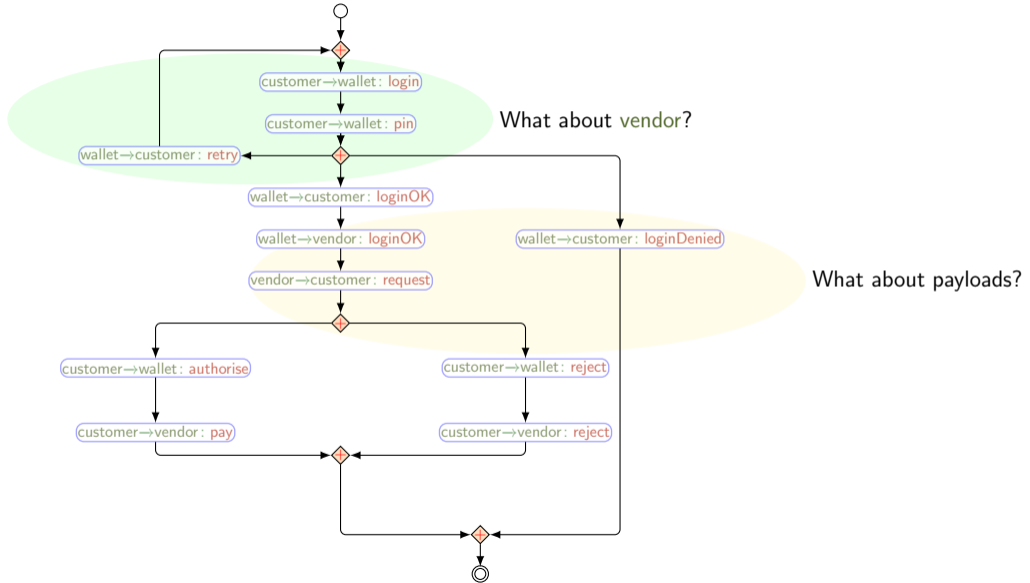 customer→wallet: login
customer→wallet: pin
What about vendor?
wallet→customer: retry
wallet→customer: loginOK
wallet→vendor: loginOK
wallet→customer: loginDenied
vendor→customer: request
What about payloads?
customer→wallet: authorise
customer→wallet: reject
customer→vendor: pay
customer→vendor: reject